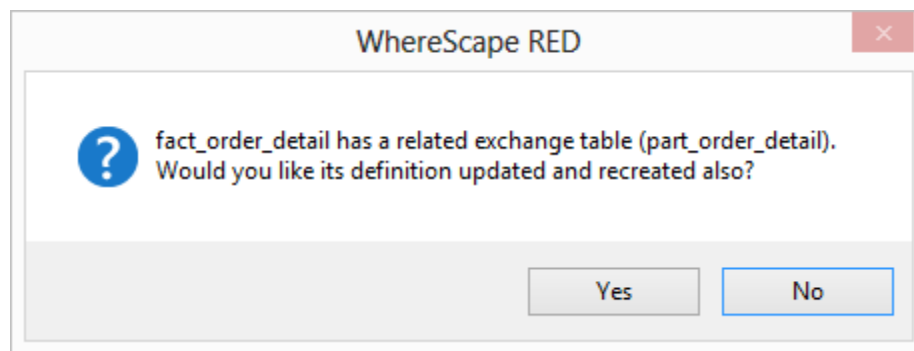 WhereScape RED
fact_order_detail has a related exchange table (part_order_detail).
Would you like its definition updated and recreated also?
Yes
No